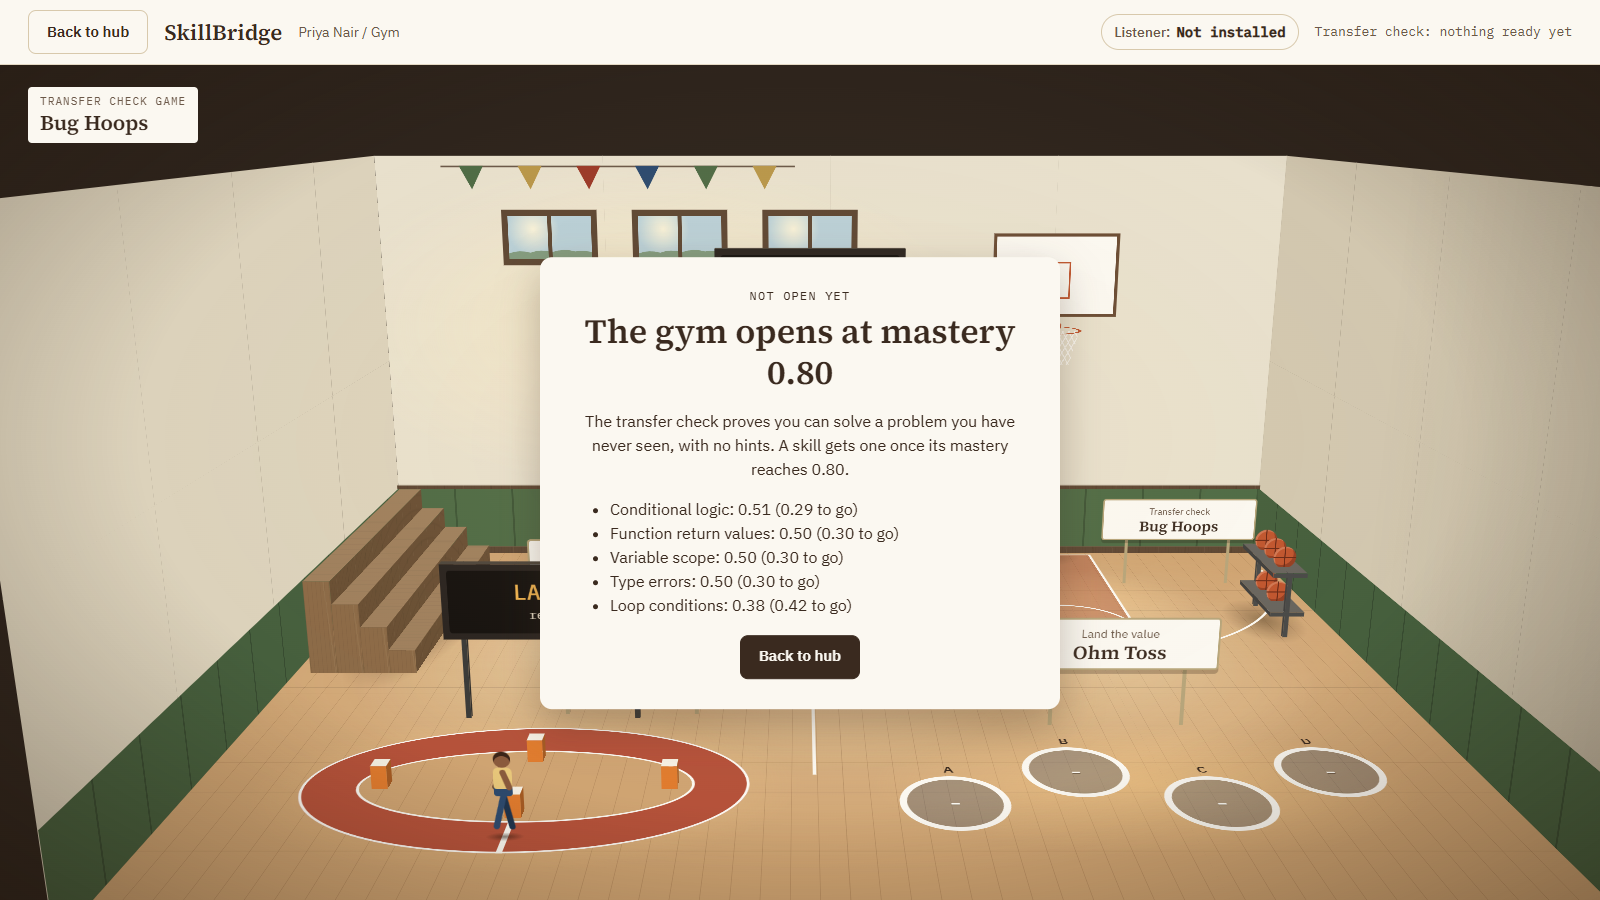 Back to hub
SkillBridge
Priya Nair / Gym
Listener: Not installed
Transfer check: nothing ready yet
TRANSFER CHECK GAME
Bug Hoops
NOT OPEN YET
The gym opens at mastery
0.80
The transfer check proves you can solve a problem you have
never seen, with no hints. A skill gets one once its mastery
reaches 0.80.
• Conditional logic: 0.51 (0.29 to go)
• Function return values: 0.50 (0.30 to go)
• Variable scope: 0.50 (0.30 to go)
• Type errors: 0.50 (0.30 to go)
• Loop conditions: 0.38 (0.42 to go)
Back to hub
Transfer check
Bug Hoops
LA
Land the value
Ohm Toss
A
B
C
D